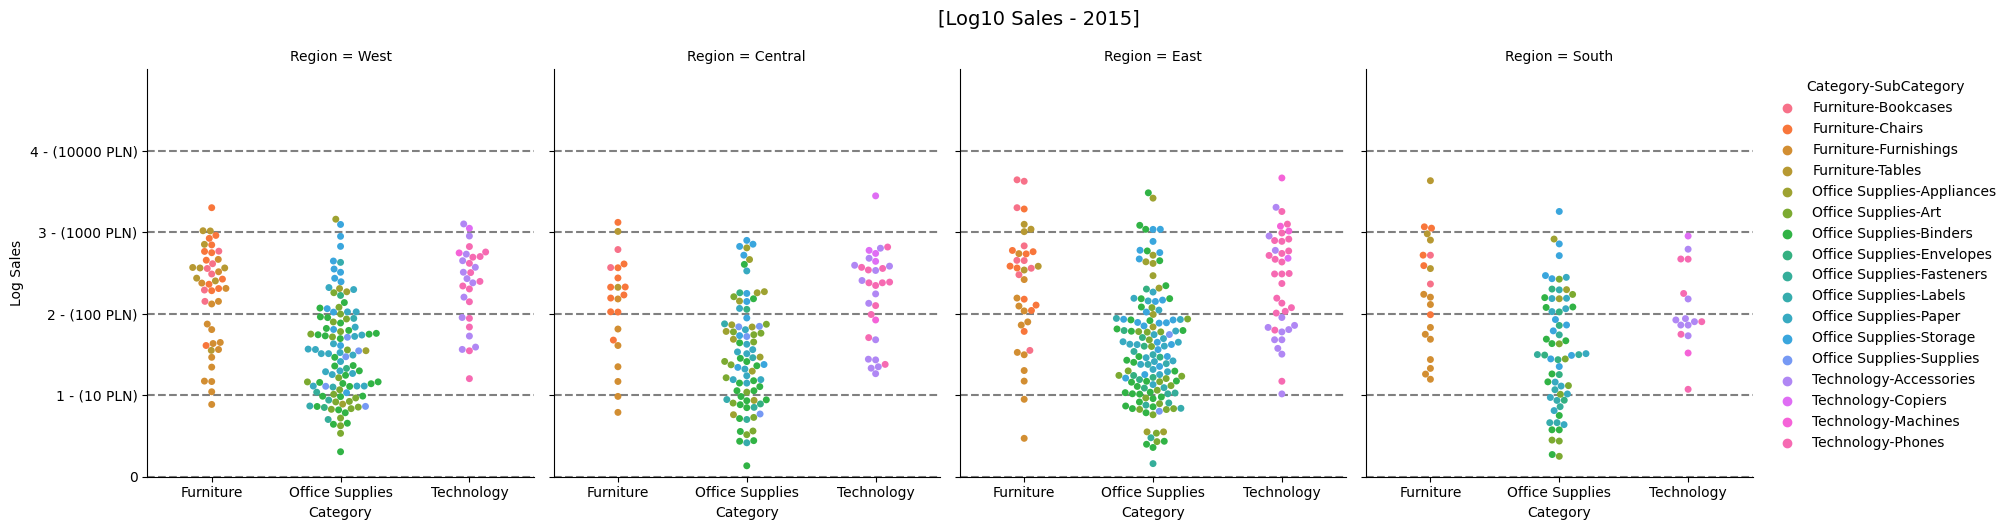 [Log10 Sales - 2015]
Region = West
Region = Central
Region = East
Region = South
Log Sales
4 - (10000 PLN)
3 - (1000 PLN)
2 - (100 PLN)
1 - (10 PLN)
0
Furniture Office Supplies Technology
Category
Furniture Office Supplies Technology
Category
Furniture Office Supplies Technology
Category
Furniture Office Supplies Technology
Category
Category-SubCategory
Furniture-Bookcases
Furniture-Chairs
Furniture-Furnishings
Furniture-Tables
Office Supplies-Appliances
Office Supplies-Art
Office Supplies-Binders
Office Supplies-Envelopes
Office Supplies-Fasteners
Office Supplies-Labels
Office Supplies-Paper
Office Supplies-Storage
Office Supplies-Supplies
Technology-Accessories
Technology-Copiers
Technology-Machines
Technology-Phones